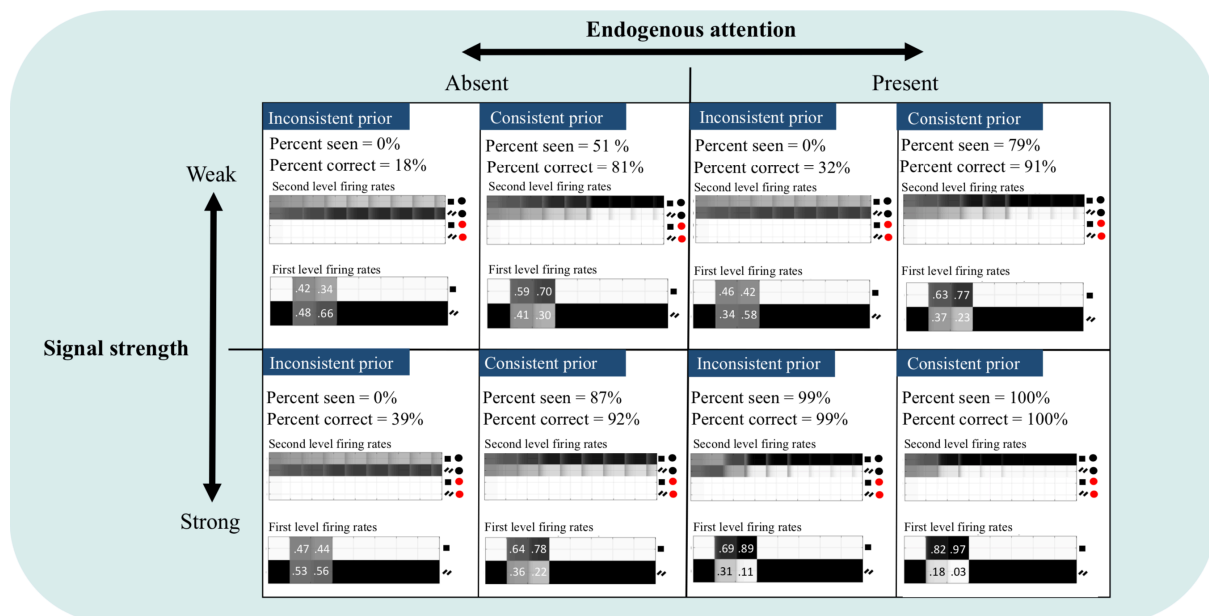 Endogenous attention
Absent
Present
Signal strength
Weak
Strong
Inconsistent prior
Percent seen = 0%
Percent correct = 18%
Second level firing rates
First level firing rates
.42 .34
.48 .66
Consistent prior
Percent seen = 51 %
Percent correct = 81%
Second level firing rates
First level firing rates
.59 .70
.41 .30
Inconsistent prior
Percent seen = 0%
Percent correct = 32%
Second level firing rates
First level firing rates
.46 .42
.34 .58
Consistent prior
Percent seen = 79%
Percent correct = 91%
Second level firing rates
First level firing rates
.63 .77
.37 .23
Inconsistent prior
Percent seen = 0%
Percent correct = 39%
Second level firing rates
First level firing rates
.47 .44
.53 .56
Consistent prior
Percent seen = 87%
Percent correct = 92%
Second level firing rates
First level firing rates
.64 .78
.36 .22
Inconsistent prior
Percent seen = 99%
Percent correct = 99%
Second level firing rates
First level firing rates
.69 .89
.31 .11
Consistent prior
Percent seen = 100%
Percent correct = 100%
Second level firing rates
First level firing rates
.82 .97
.18 .03